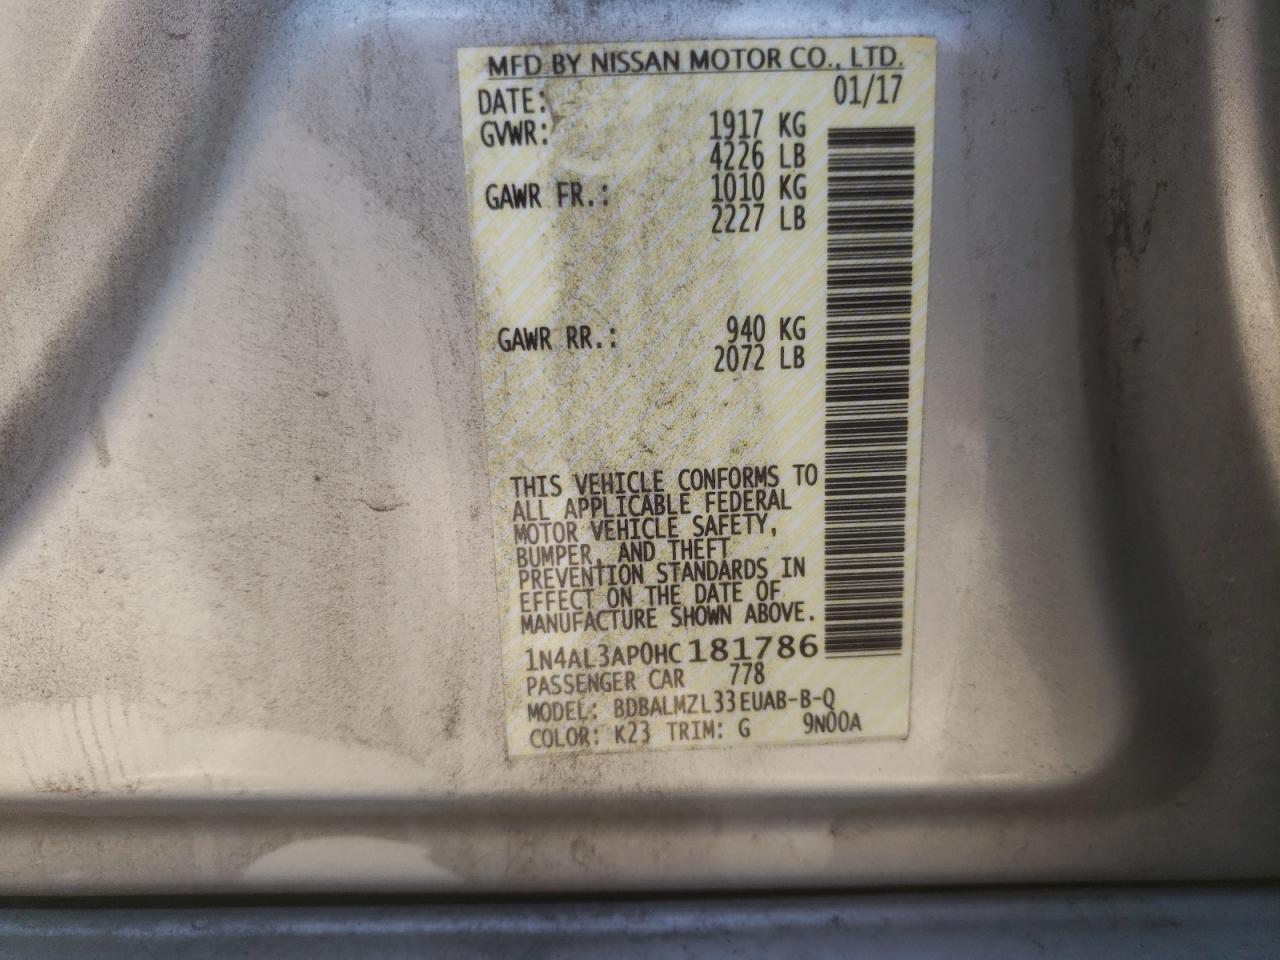 MFD BY NISSAN MOTOR CO., LTD.
DATE: 01/17
GVWR: 1917 KG
4226 LB
GAWR FR.: 1010 KG
2227 LB
GAWR RR.: 940 KG
2072 LB
THIS VEHICLE CONFORMS TO
ALL APPLICABLE FEDERAL
MOTOR VEHICLE SAFETY,
BUMPER, AND THEFT
PREVENTION STANDARDS IN
EFFECT ON THE DATE OF
MANUFACTURE SHOWN ABOVE.
1N4AL3AP0HC181786
PASSENGER CAR 778
MODEL: BDBALMZL33EUAB-B-Q
COLOR: K23 TRIM: G 9N00A